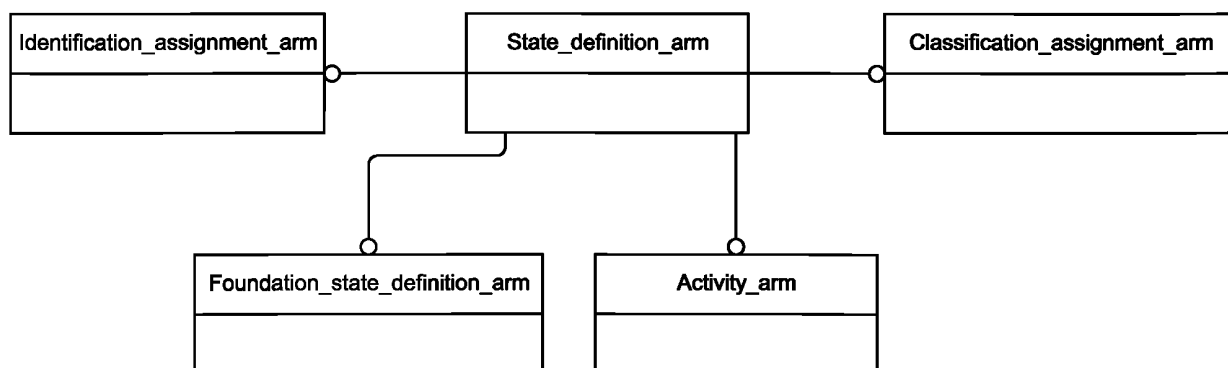 Identification_assignment_arm
State_definition_arm
Classification_assignment_arm
Foundation_state_definition_arm
Activity_arm